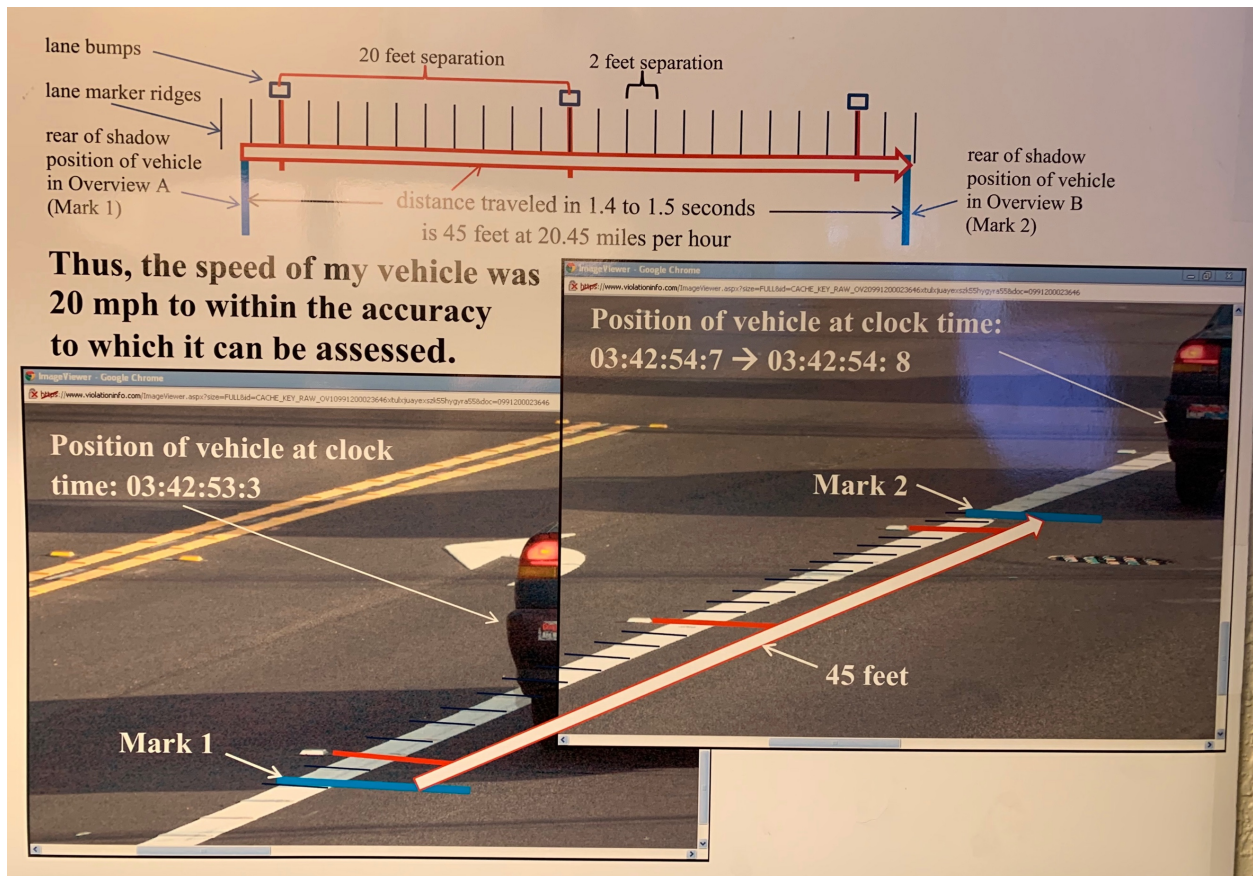 lane bumps
20 feet separation
2 feet separation
lane marker ridges
rear of shadow
position of vehicle
in Overview A
(Mark 1)
distance traveled in 1.4 to 1.5 seconds
is 45 feet at 20.45 miles per hour
rear of shadow
position of vehicle
in Overview B
(Mark 2)
Thus, the speed of my vehicle was
20 mph to within the accuracy
to which it can be assessed.
ImageViewer - Google Chrome
Position of vehicle at clock time:
03:42:54:7 → 03:42:54: 8
Mark 2
45 feet
ImageViewer - Google Chrome
Position of vehicle at clock
time: 03:42:53:3
Mark 1